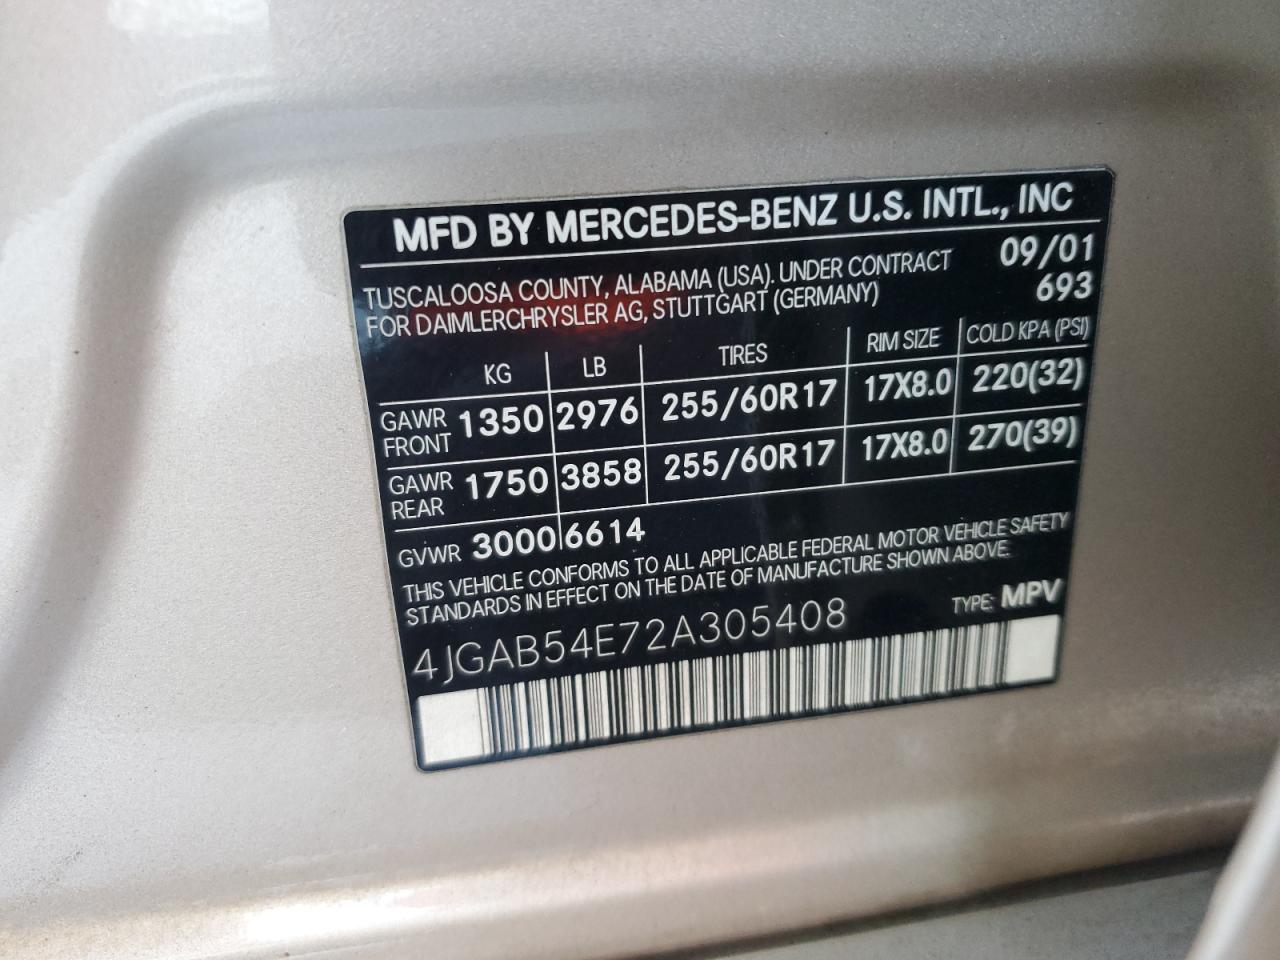 MFD BY MERCEDES-BENZ U.S. INTL., INC
TUSCALOOSA COUNTY, ALABAMA (USA). UNDER CONTRACT 09/01
FOR DAIMLERCHRYSLER AG, STUTTGART (GERMANY) 693
KG LB TIRES RIM SIZE COLD KPA (PSI)
GAWR FRONT 1350 2976 255/60R17 17X8.0 220(32)
GAWR REAR 1750 3858 255/60R17 17X8.0 270(39)
GVWR 3000 6614
THIS VEHICLE CONFORMS TO ALL APPLICABLE FEDERAL MOTOR VEHICLE SAFETY
STANDARDS IN EFFECT ON THE DATE OF MANUFACTURE SHOWN ABOVE.
4JGAB54E72A305408 TYPE: MPV